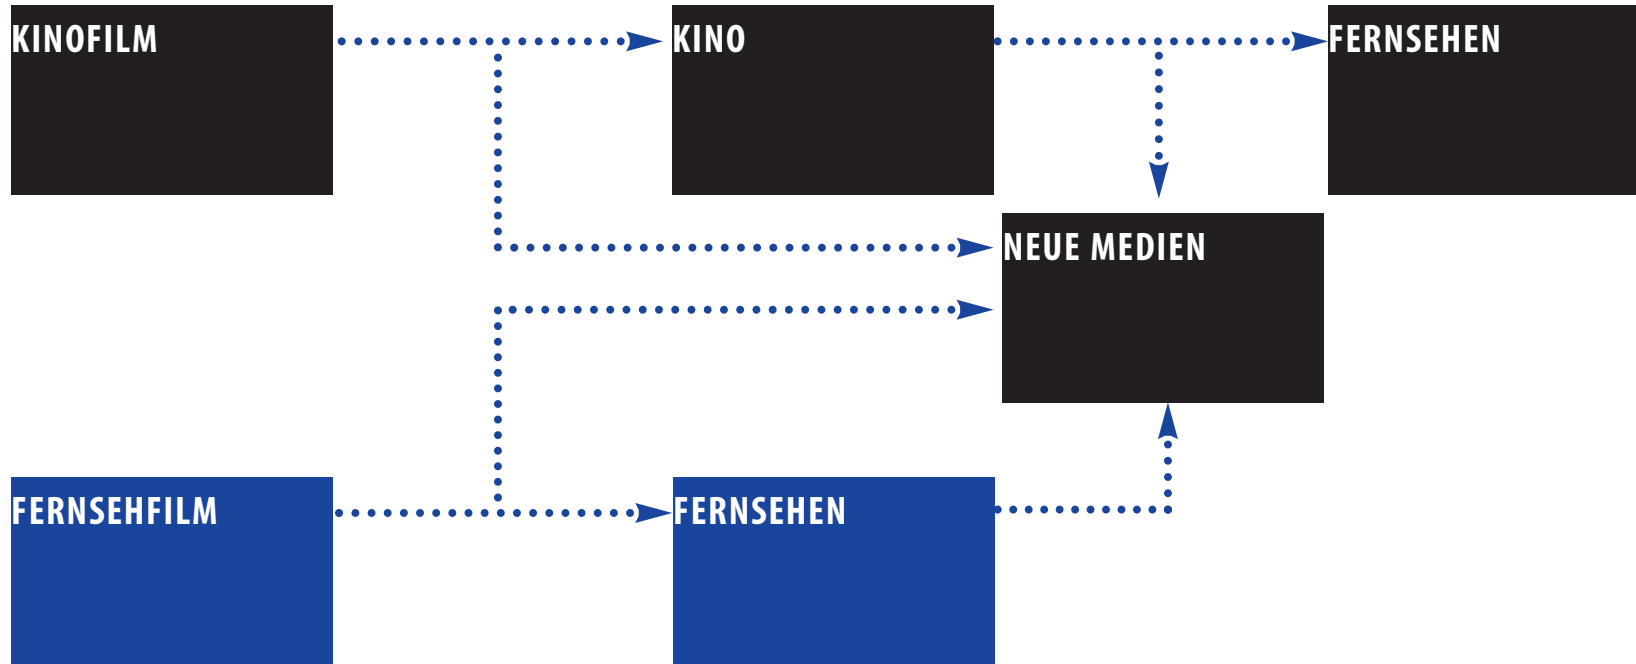 KINOFILM
KINO
FERNSEHEN
NEUE MEDIEN
FERNSEHFILM
FERNSEHEN